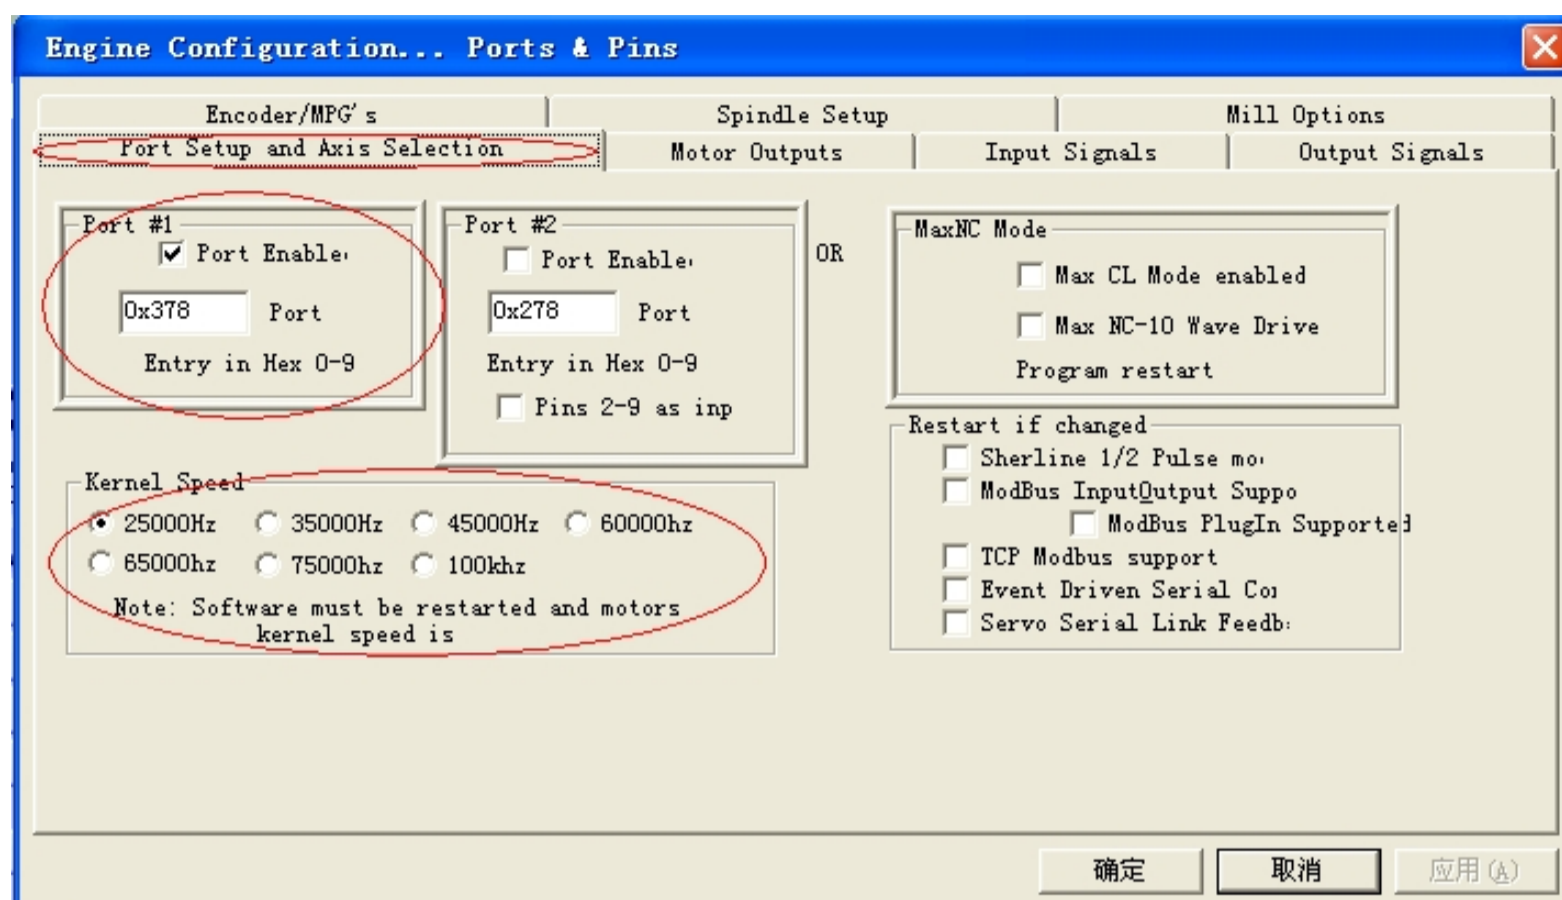 Engine Configuration... Ports & Pins
Encoder/MPG's Spindle Setup Mill Options
Port Setup and Axis Selection Motor Outputs Input Signals Output Signals
Port #1
Port Enable
0x378 Port
Entry in Hex 0-9
Port #2
Port Enable
0x278 Port
Entry in Hex 0-9
Pins 2-9 as inp
OR
MaxNC Mode
Max CL Mode enabled
Max NC-10 Wave Drive
Program restart
Restart if changed
Sherline 1/2 Pulse mo
ModBus InputOutput Suppo
ModBus PlugIn Supported
TCP Modbus support
Event Driven Serial Co
Servo Serial Link Feedb
Kernel Speed
25000Hz 35000Hz 45000Hz 60000hz
65000hz 75000hz 100khz
Note: Software must be restarted and motors
kernel speed is
确定 取消 应用(A)